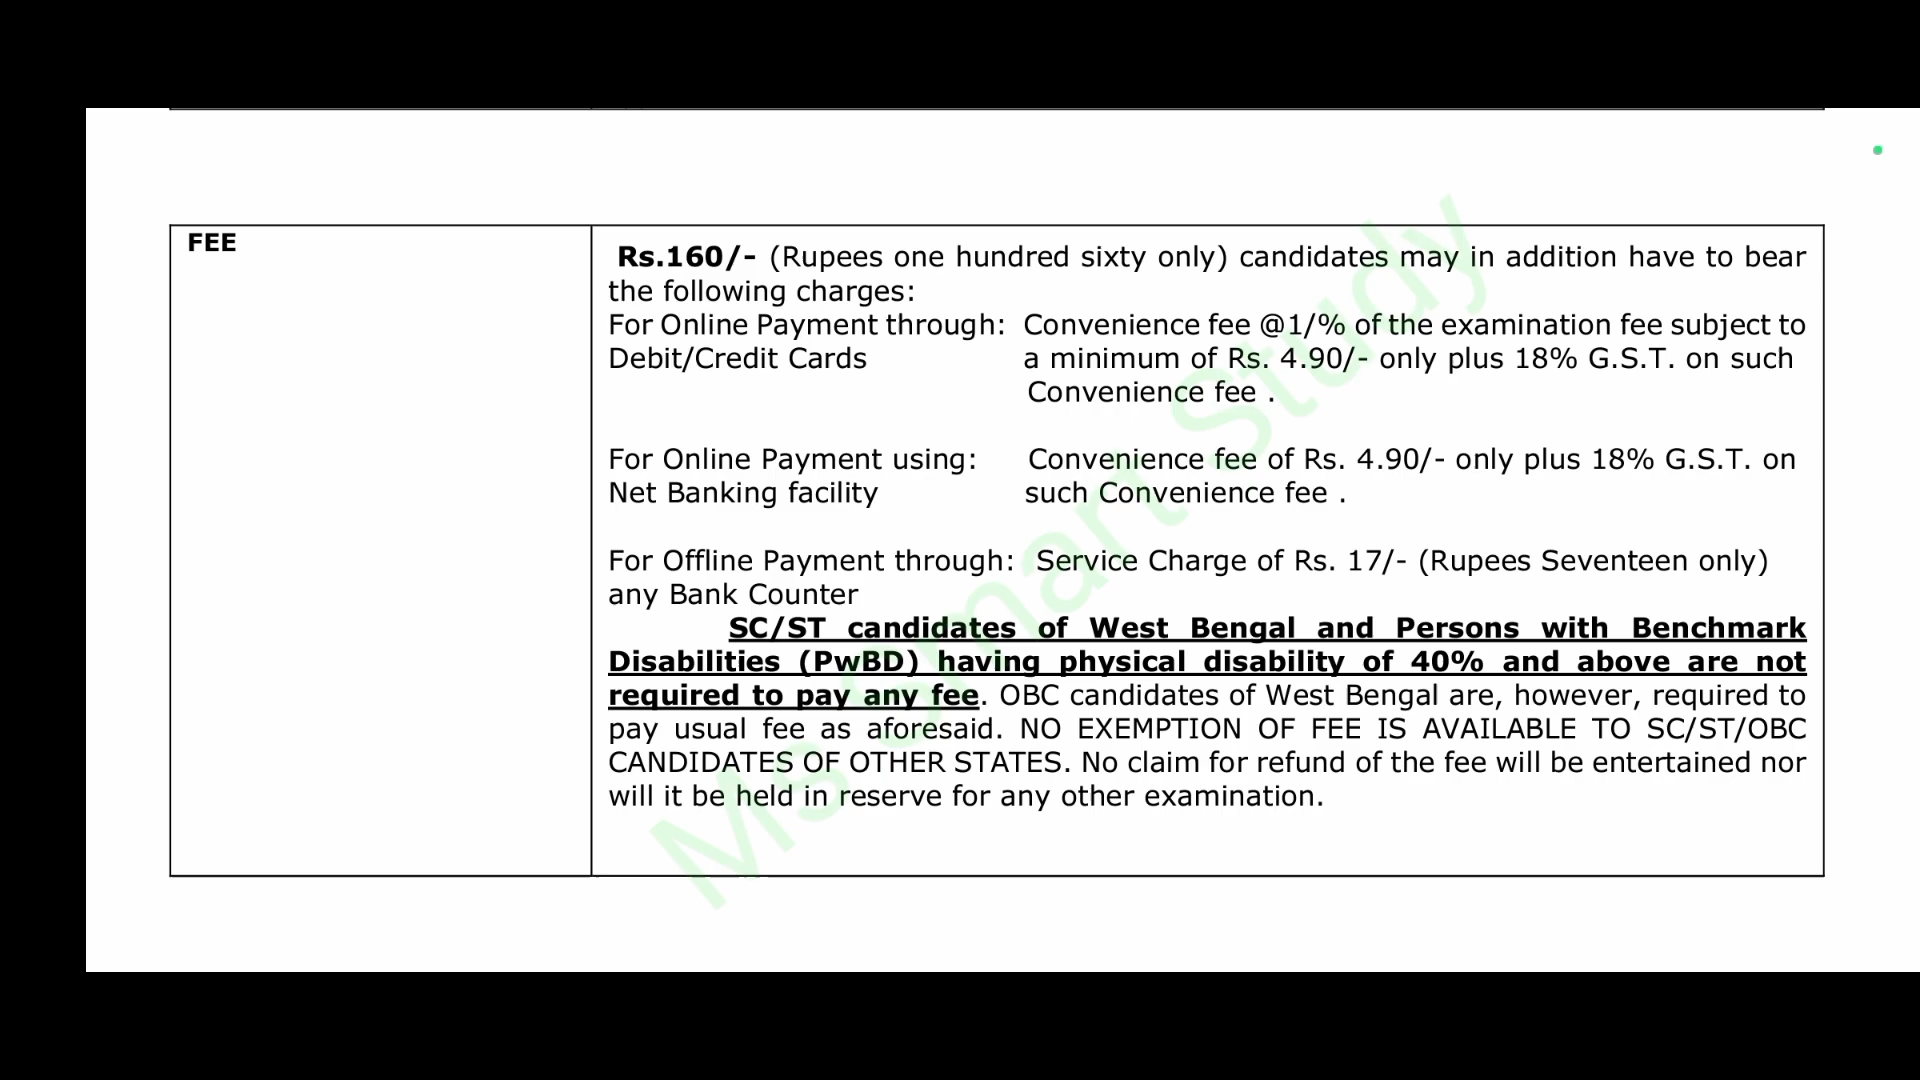 FEE
Rs.160/- (Rupees one hundred sixty only) candidates may in addition have to bear
the following charges:
For Online Payment through: Convenience fee @1/% of the examination fee subject to
Debit/Credit Cards a minimum of Rs. 4.90/- only plus 18% G.S.T. on such
Convenience fee .
For Online Payment using: Convenience fee of Rs. 4.90/- only plus 18% G.S.T. on
Net Banking facility such Convenience fee .
For Offline Payment through: Service Charge of Rs. 17/- (Rupees Seventeen only)
any Bank Counter
SC/ST candidates of West Bengal and Persons with Benchmark
Disabilities (PwBD) having physical disability of 40% and above are not
required to pay any fee. OBC candidates of West Bengal are, however, required to
pay usual fee as aforesaid. NO EXEMPTION OF FEE IS AVAILABLE TO SC/ST/OBC
CANDIDATES OF OTHER STATES. No claim for refund of the fee will be entertained nor
will it be held in reserve for any other examination.
Ms Smart Study